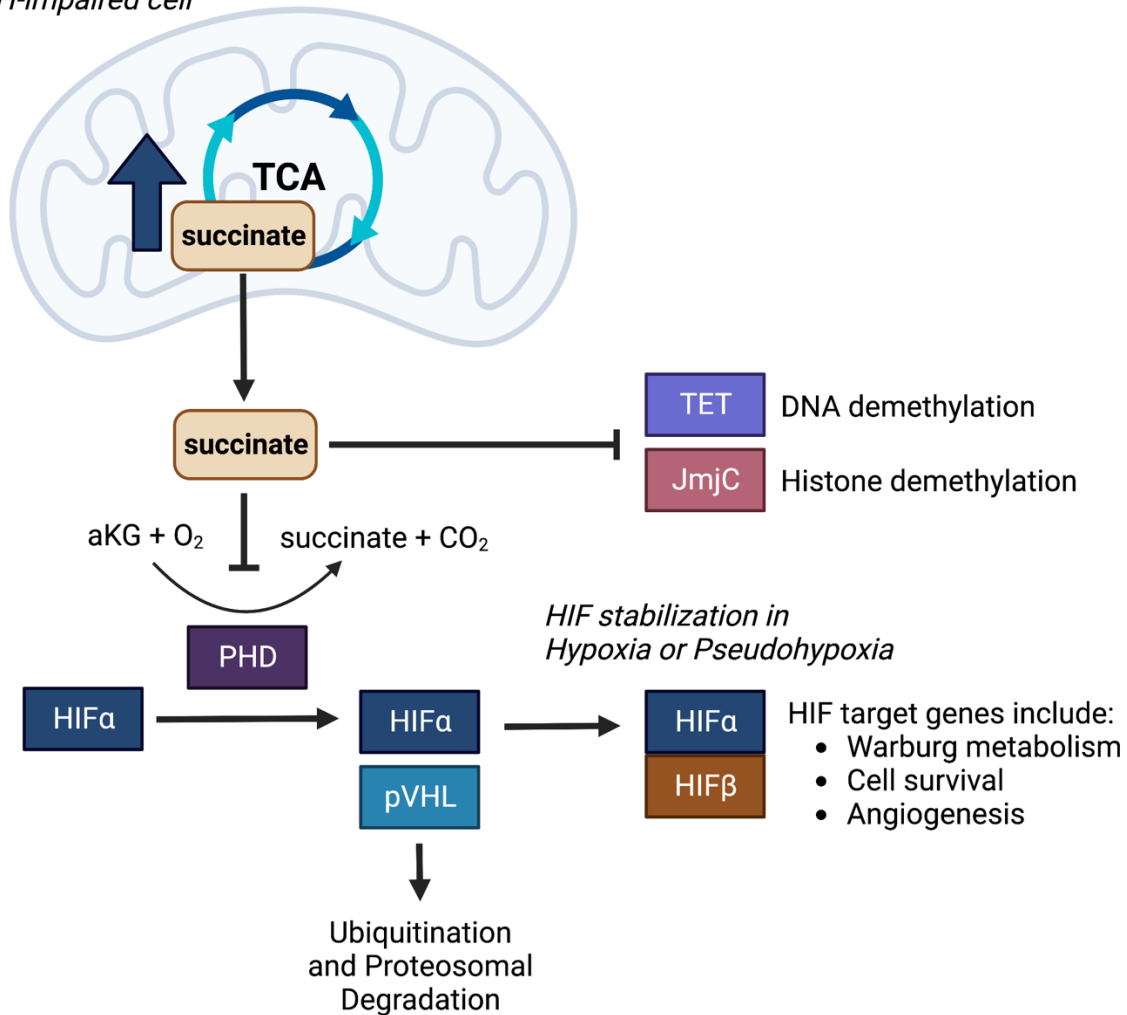 -impaired cell
TCA
succinate
succinate
TET
DNA demethylation
JmjC
Histone demethylation
aKG + O₂
succinate + CO₂
HIF stabilization in
Hypoxia or Pseudohypoxia
PHD
HIFα
HIFα
HIFα
HIF target genes include:
• Warburg metabolism
• Cell survival
• Angiogenesis
pVHL
HIFβ
Ubiquitination
and Proteosomal
Degradation